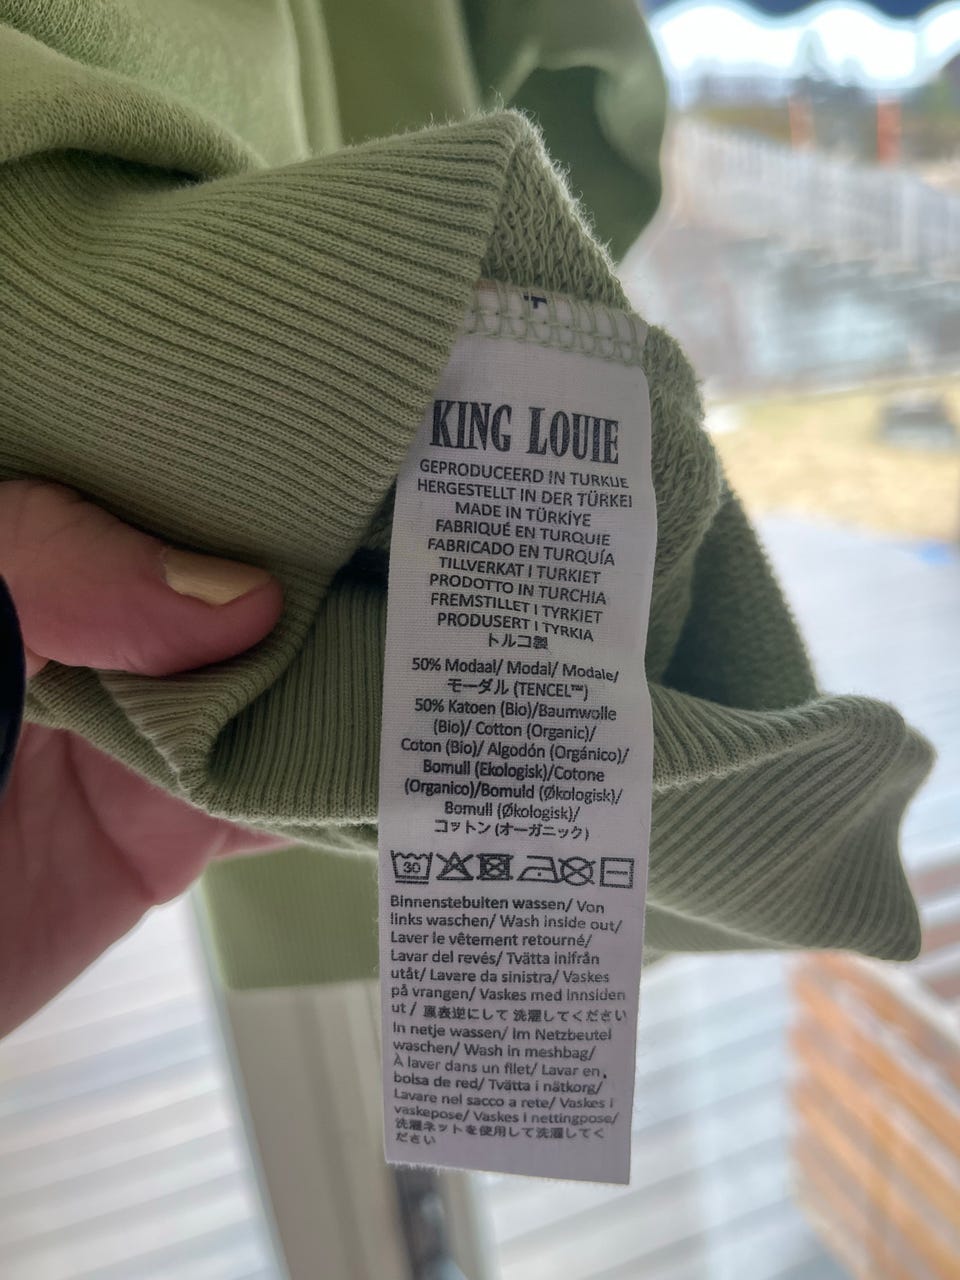 KING LOUIE
GEPRODUCEERD IN TURKIJE
HERGESTELLT IN DER TÜRKEI
MADE IN TÜRKİYE
FABRIQUÉ EN TURQUIE
FABRICADO EN TURQUÍA
TILLVERKAT I TURKIET
PRODOTTO IN TURCHIA
FREMSTILLET I TYRKIET
PRODUSERT I TYRKIA
トルコ製
50% Modaal/ Modal/ Modale/
モーダル (TENCEL™)
50% Katoen (Bio)/Baumwolle
(Bio)/ Cotton (Organic)/
Coton (Bio)/ Algodón (Orgánico)/
Bomull (Ekologisk)/Cotone
(Organico)/Bomuld (Økologisk)/
Bomull (Økologisk)/
コットン (オーガニック)
30
Binnenstebuiten wassen/ Von
links waschen/ Wash inside out/
Laver le vêtement retourné/
Lavar del revés/ Tvätta inifrån
utåt/ Lavare da sinistra/ Vaskes
på vrangen/ Vaskes med innsiden
ut / 裏表逆にして 洗濯してください
In netje wassen/ Im Netzbeutel
waschen/ Wash in meshbag/
À laver dans un filet/ Lavar en
bolsa de red/ Tvätta i nätkorg/
Lavare nel sacco a rete/ Vaskes i
vaskepose/ Vaskes i nettingpose/
洗濯ネットを使用して洗濯してく
ださい